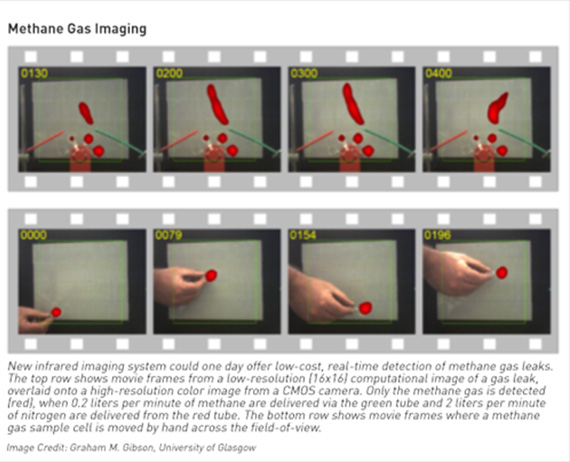 Methane Gas Imaging
0130
0200
0300
0400
0000
0079
0154
0196
New infrared imaging system could one day offer low-cost, real-time detection of methane gas leaks.
The top row shows movie frames from a low-resolution (16x16) computational image of a gas leak,
overlaid onto a high-resolution color image from a CMOS camera. Only the methane gas is detected
(red), when 0.2 liters per minute of methane are delivered via the green tube and 2 liters per minute
of nitrogen are delivered from the red tube. The bottom row shows movie frames where a methane
gas sample cell is moved by hand across the field-of-view.
Image Credit: Graham M. Gibson, University of Glasgow